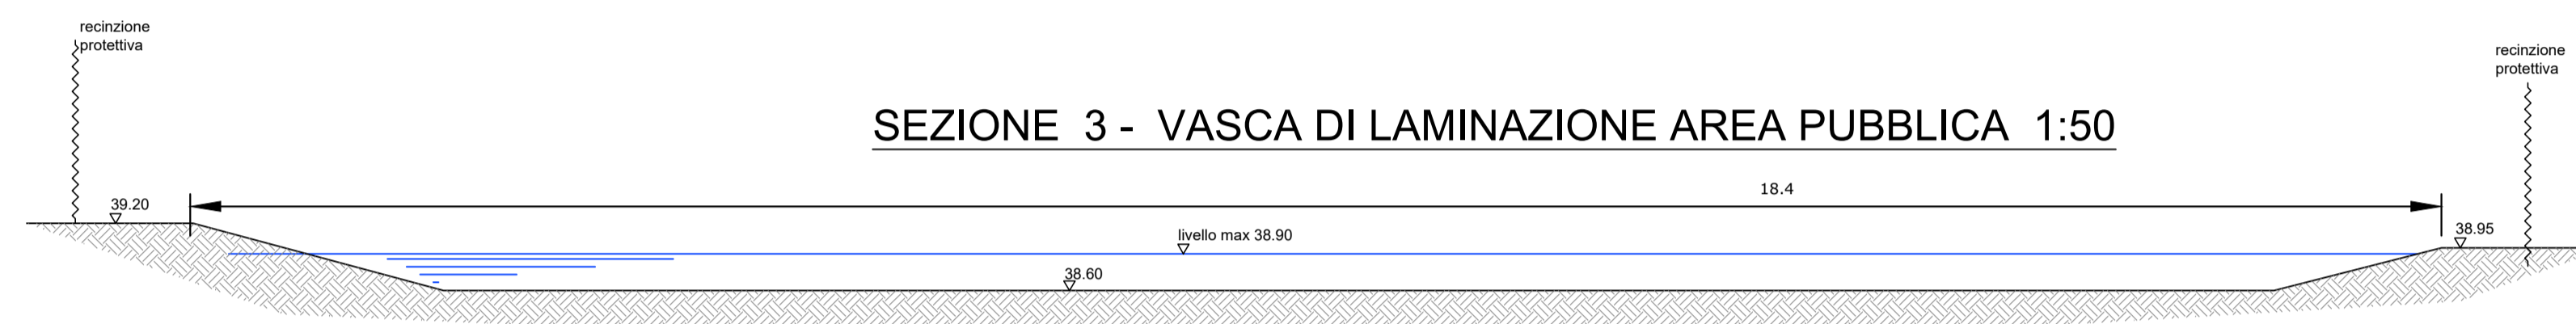 recinzione
protettiva
recinzione
protettiva
SEZIONE 3 - VASCA DI LAMINAZIONE AREA PUBBLICA 1:50
18.4
39.20
livello max 38.90
38.95
38.60